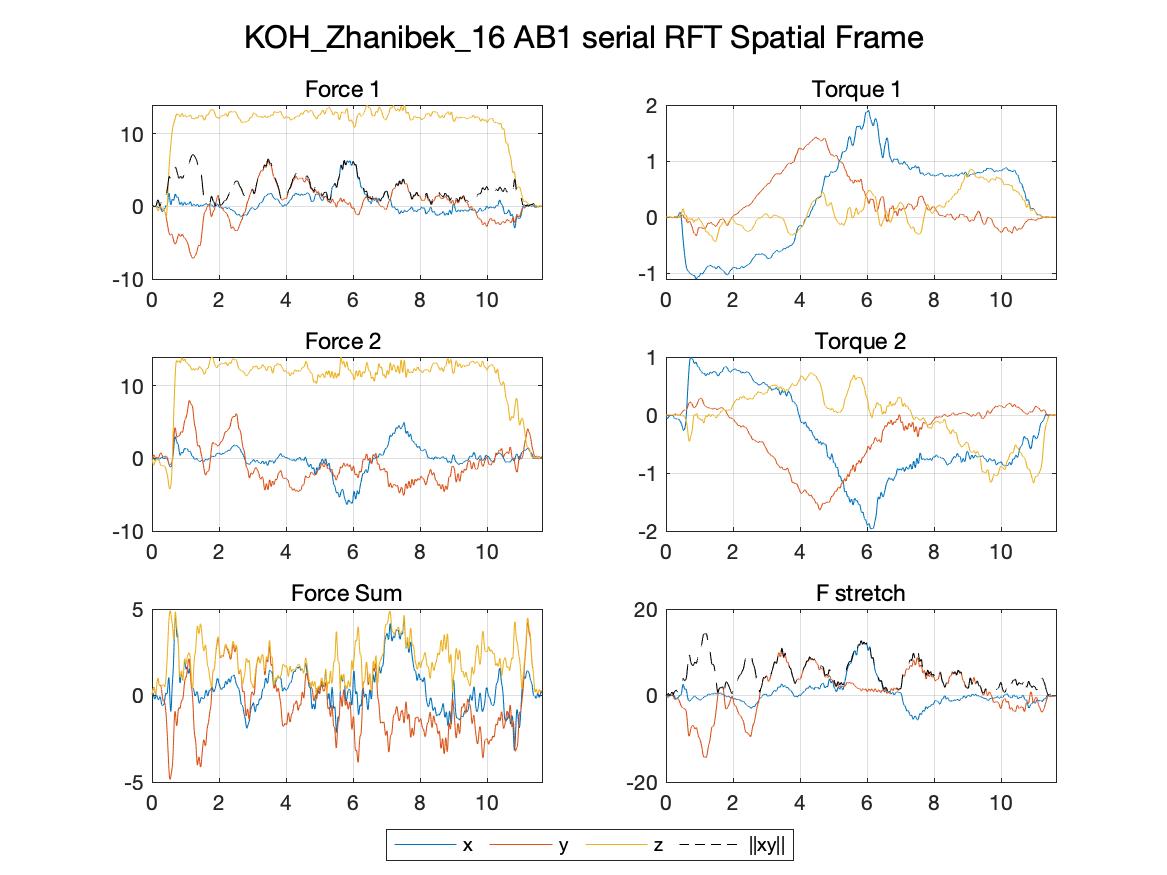 KOH_Zhanibek_16 AB1 serial RFT Spatial Frame
Force 1
10
0
-10
0 2 4 6 8 10
Torque 1
2
1
0
-1
0 2 4 6 8 10
Force 2
10
0
-10
0 2 4 6 8 10
Torque 2
1
0
-1
-2
0 2 4 6 8 10
Force Sum
5
0
-5
0 2 4 6 8 10
F stretch
20
0
-20
0 2 4 6 8 10
x y z ||xy||